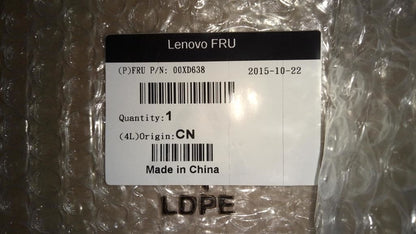 Lenovo FRU
(P)FRU P/N: 00XD638 2015-10-22
Quantity:1
(4L)Origin:CN
Made in China
LDPE